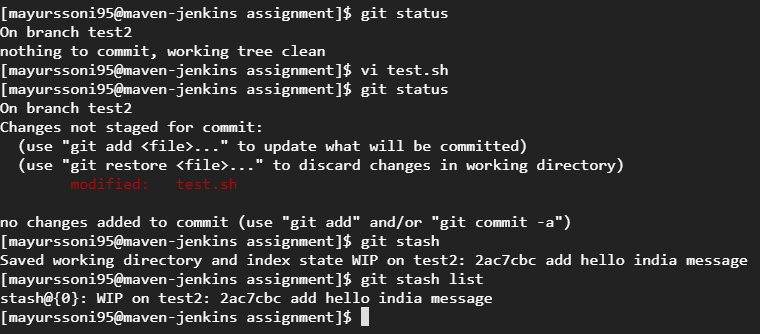 [mayurssoni95@maven-jenkins assignment]$ git status
On branch test2
nothing to commit, working tree clean
[mayurssoni95@maven-jenkins assignment]$ vi test.sh
[mayurssoni95@maven-jenkins assignment]$ git status
On branch test2
Changes not staged for commit:
  (use "git add <file>..." to update what will be committed)
  (use "git restore <file>..." to discard changes in working directory)
        modified:   test.sh

no changes added to commit (use "git add" and/or "git commit -a")
[mayurssoni95@maven-jenkins assignment]$ git stash
Saved working directory and index state WIP on test2: 2ac7cbc add hello india message
[mayurssoni95@maven-jenkins assignment]$ git stash list
stash@{0}: WIP on test2: 2ac7cbc add hello india message
[mayurssoni95@maven-jenkins assignment]$